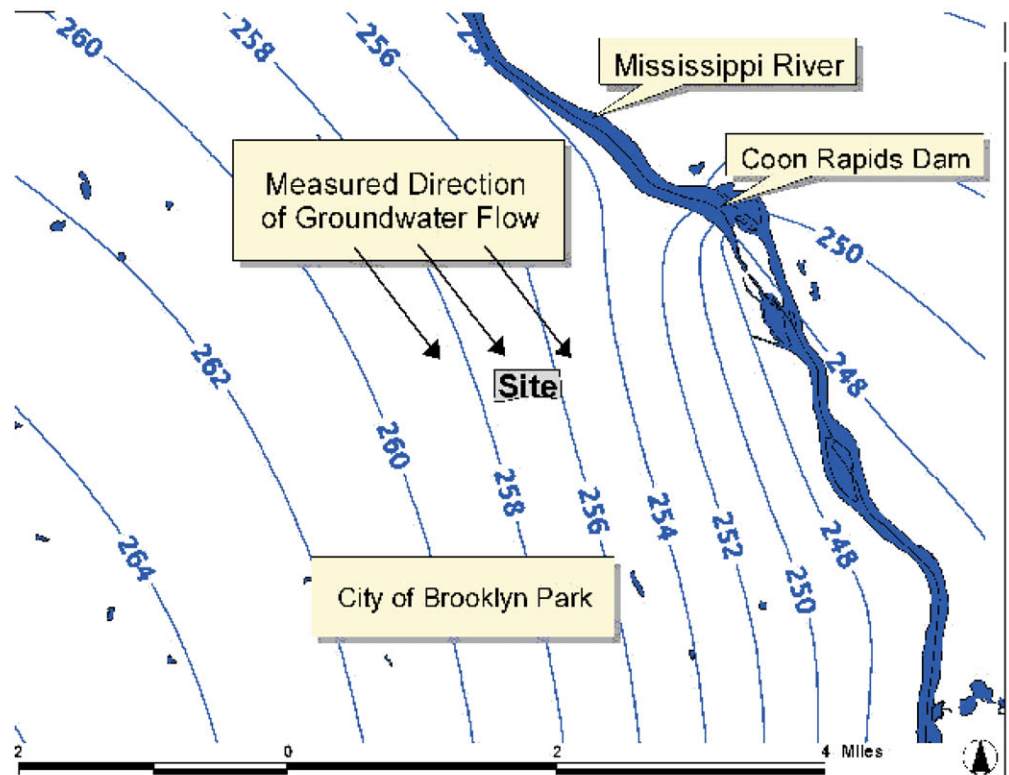 260
258
256
Mississippi River
Coon Rapids Dam
Measured Direction
of Groundwater Flow
250
248
262
Site
260
258
256
254
252
250
248
264
City of Brooklyn Park
2 0 2 4 Miles